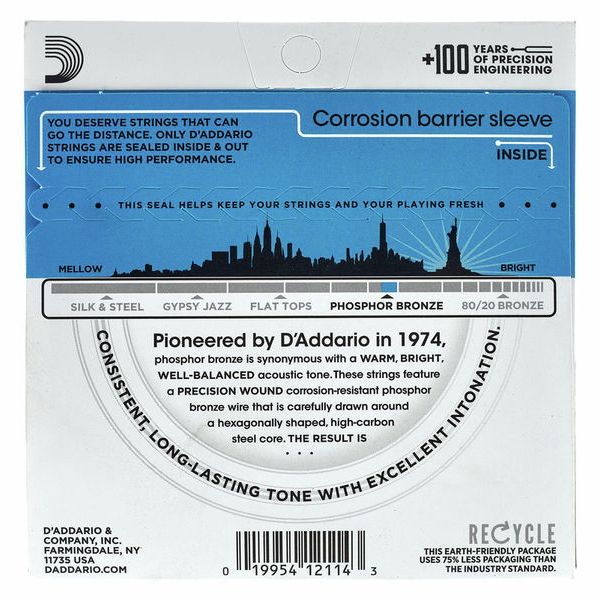 +100 YEARS
OF PRECISION
ENGINEERING
YOU DESERVE STRINGS THAT CAN
GO THE DISTANCE. ONLY D'ADDARIO
STRINGS ARE SEALED INSIDE & OUT
TO ENSURE HIGH PERFORMANCE.
Corrosion barrier sleeve
INSIDE
THIS SEAL HELPS KEEP YOUR STRINGS AND YOUR PLAYING FRESH
MELLOW
BRIGHT
SILK & STEEL
GYPSY JAZZ
FLAT TOPS
PHOSPHOR BRONZE
80/20 BRONZE
Pioneered by D'Addario in 1974,
phosphor bronze is synonymous with a WARM, BRIGHT,
WELL-BALANCED acoustic tone. These strings feature
a PRECISION WOUND corrosion-resistant phosphor
bronze wire that is carefully drawn around
a hexagonally shaped, high-carbon
steel core. THE RESULT IS
. . .
CONSISTENT, LONG-LASTING TONE WITH EXCELLENT INTONATION.
D'ADDARIO &
COMPANY, INC.
FARMINGDALE, NY
11735 USA
DADDARIO.COM
0 19954 12114 3
RECYCLE
THIS EARTH-FRIENDLY PACKAGE
USES 75% LESS PACKAGING THAN
THE INDUSTRY STANDARD.